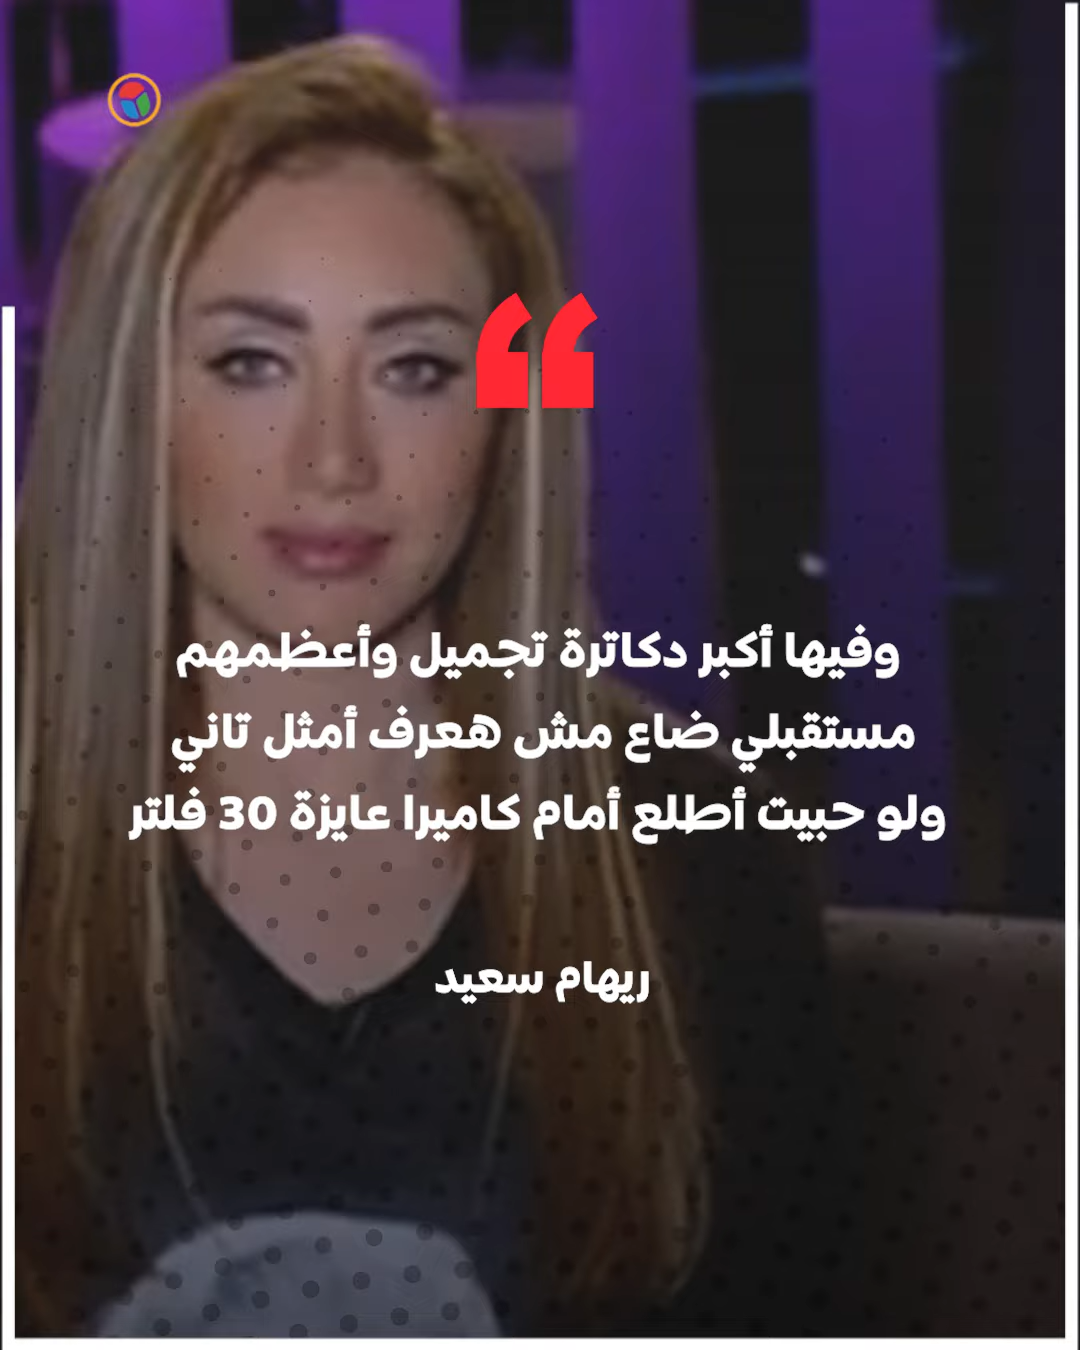 وفيها أكبر دكاترة تجميل وأعظمهم
مستقبلي ضاع مش هعرف أمثل تاني
ولو حبيت أطلع أمام كاميرا عايزة 30 فلتر
ريهام سعيد